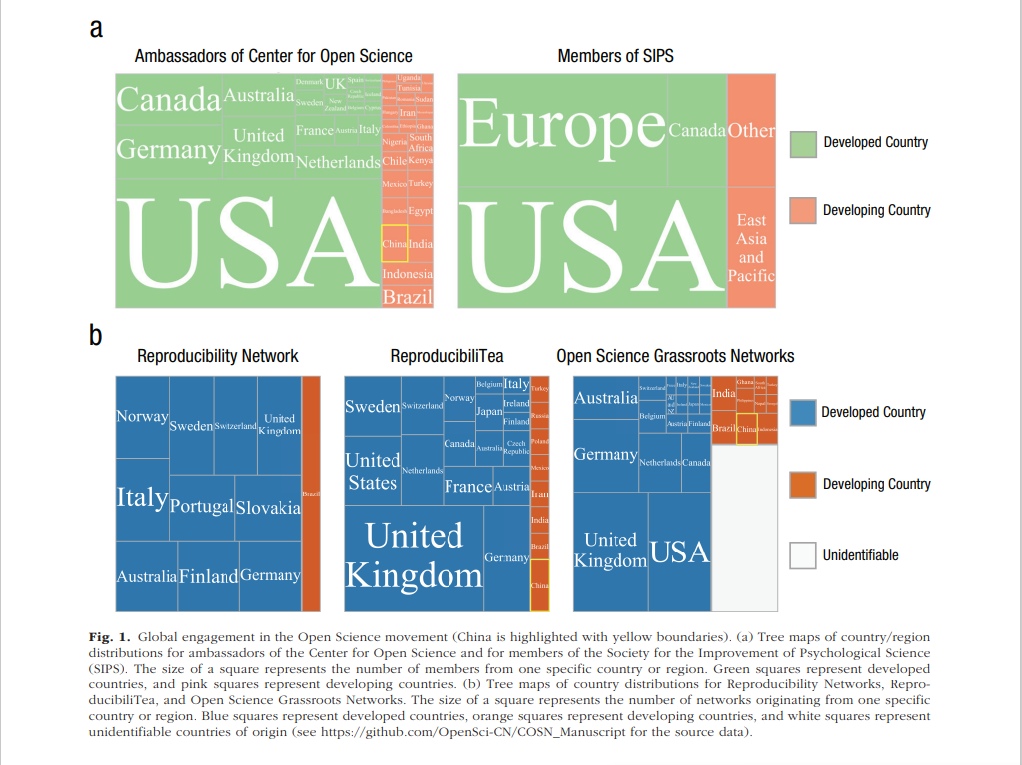 a
Ambassadors of Center for Open Science
Members of SIPS
Canada
Australia
Denmark
UK
Spain
Sweden
New Zealand
Cyprus
Germany
United Kingdom
France
Austria
Italy
Netherlands
USA
Uganda
Tunisia
Sudan
Iran
Ghana
Nigeria
South Africa
Chile
Kenya
Mexico
Turkey
Bangladesh
Egypt
China
India
Indonesia
Brazil
Europe
Canada
Other
USA
East
Asia
and
Pacific
Developed Country
Developing Country
b
Reproducibility Network
ReproducibiliTea
Open Science Grassroots Networks
Norway
Sweden
Switzerland
United
Kingdom
Italy
Portugal
Slovakia
Australia
Finland
Germany
Brazil
Sweden
Switzerland
Norway
Belgium
Italy
Japan
Ireland
Finland
United
States
Netherlands
Canada
Australia
Czech
Republic
France
Austria
United
Kingdom
Germany
Turkey
Russia
Poland
Mexico
Iran
India
Brazil
China
Australia
Switzerland
Italy
Belgium
Austria
Finland
Germany
Netherlands
Canada
United
Kingdom
USA
India
Ghana
South
Africa
Brazil
China
Indonesia
Developed Country
Developing Country
Unidentifiable
Fig. 1. Global engagement in the Open Science movement (China is highlighted with yellow boundaries). (a) Tree maps of country/region
distributions for ambassadors of the Center for Open Science and for members of the Society for the Improvement of Psychological Science
(SIPS). The size of a square represents the number of members from one specific country or region. Green squares represent developed
countries, and pink squares represent developing countries. (b) Tree maps of country distributions for Reproducibility Networks, Repro-
ducibiliTea, and Open Science Grassroots Networks. The size of a square represents the number of networks originating from one specific
country or region. Blue squares represent developed countries, orange squares represent developing countries, and white squares represent
unidentifiable countries of origin (see https://github.com/OpenSci-CN/COSN_Manuscript for the source data).